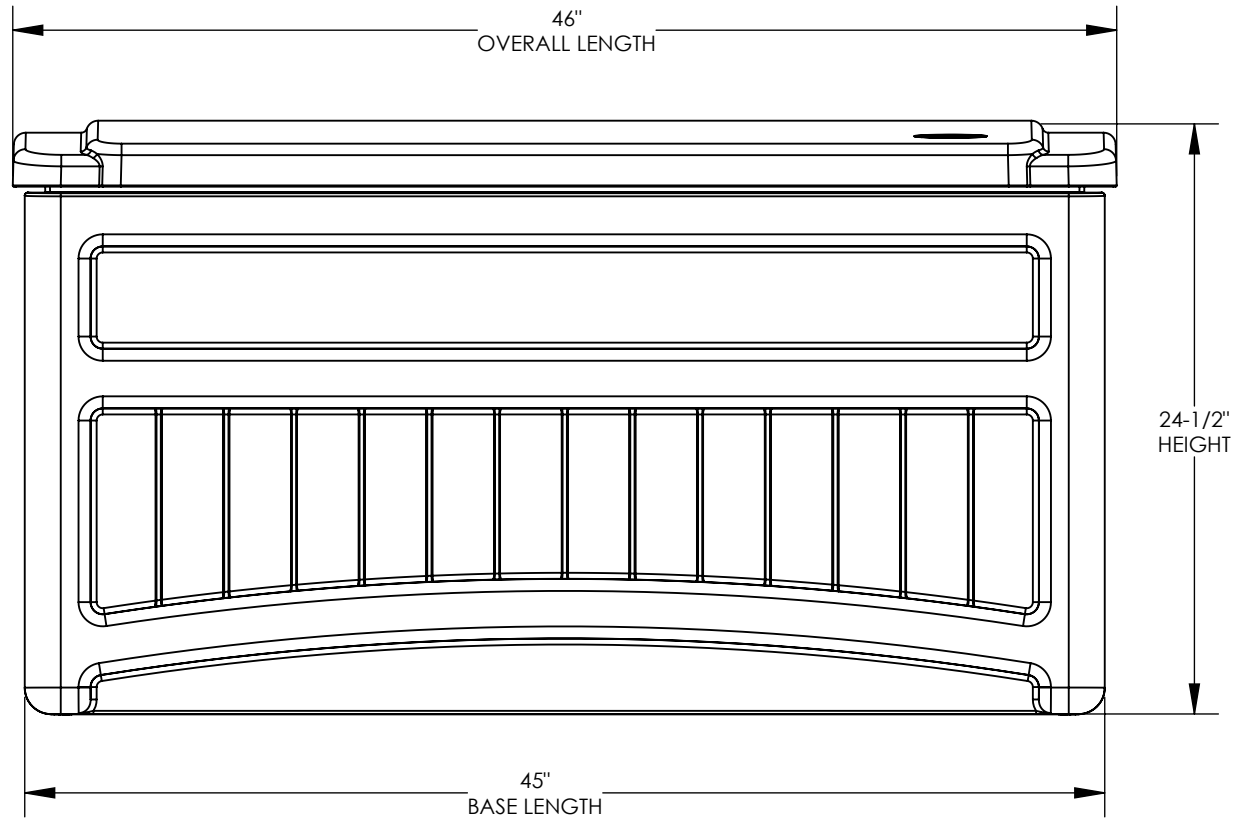 46"
OVERALL LENGTH
24-1/2"
HEIGHT
45"
BASE LENGTH